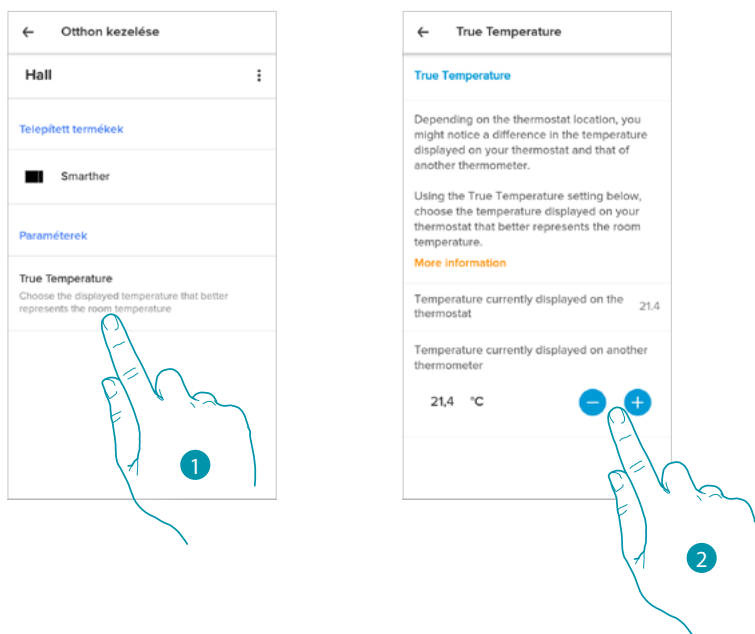 Otthon kezelése
Hall
Telepített termékek
Smarther
Paraméterek
True Temperature
Choose the displayed temperature that better
represents the room temperature
1
True Temperature
True Temperature
Depending on the thermostat location, you
might notice a difference in the temperature
displayed on your thermostat and that of
another thermometer.
Using the True Temperature setting below,
choose the temperature displayed on your
thermostat that better represents the room
temperature.
More information
Temperature currently displayed on the
thermostat
21.4
Temperature currently displayed on another
thermometer
21,4 °C
2